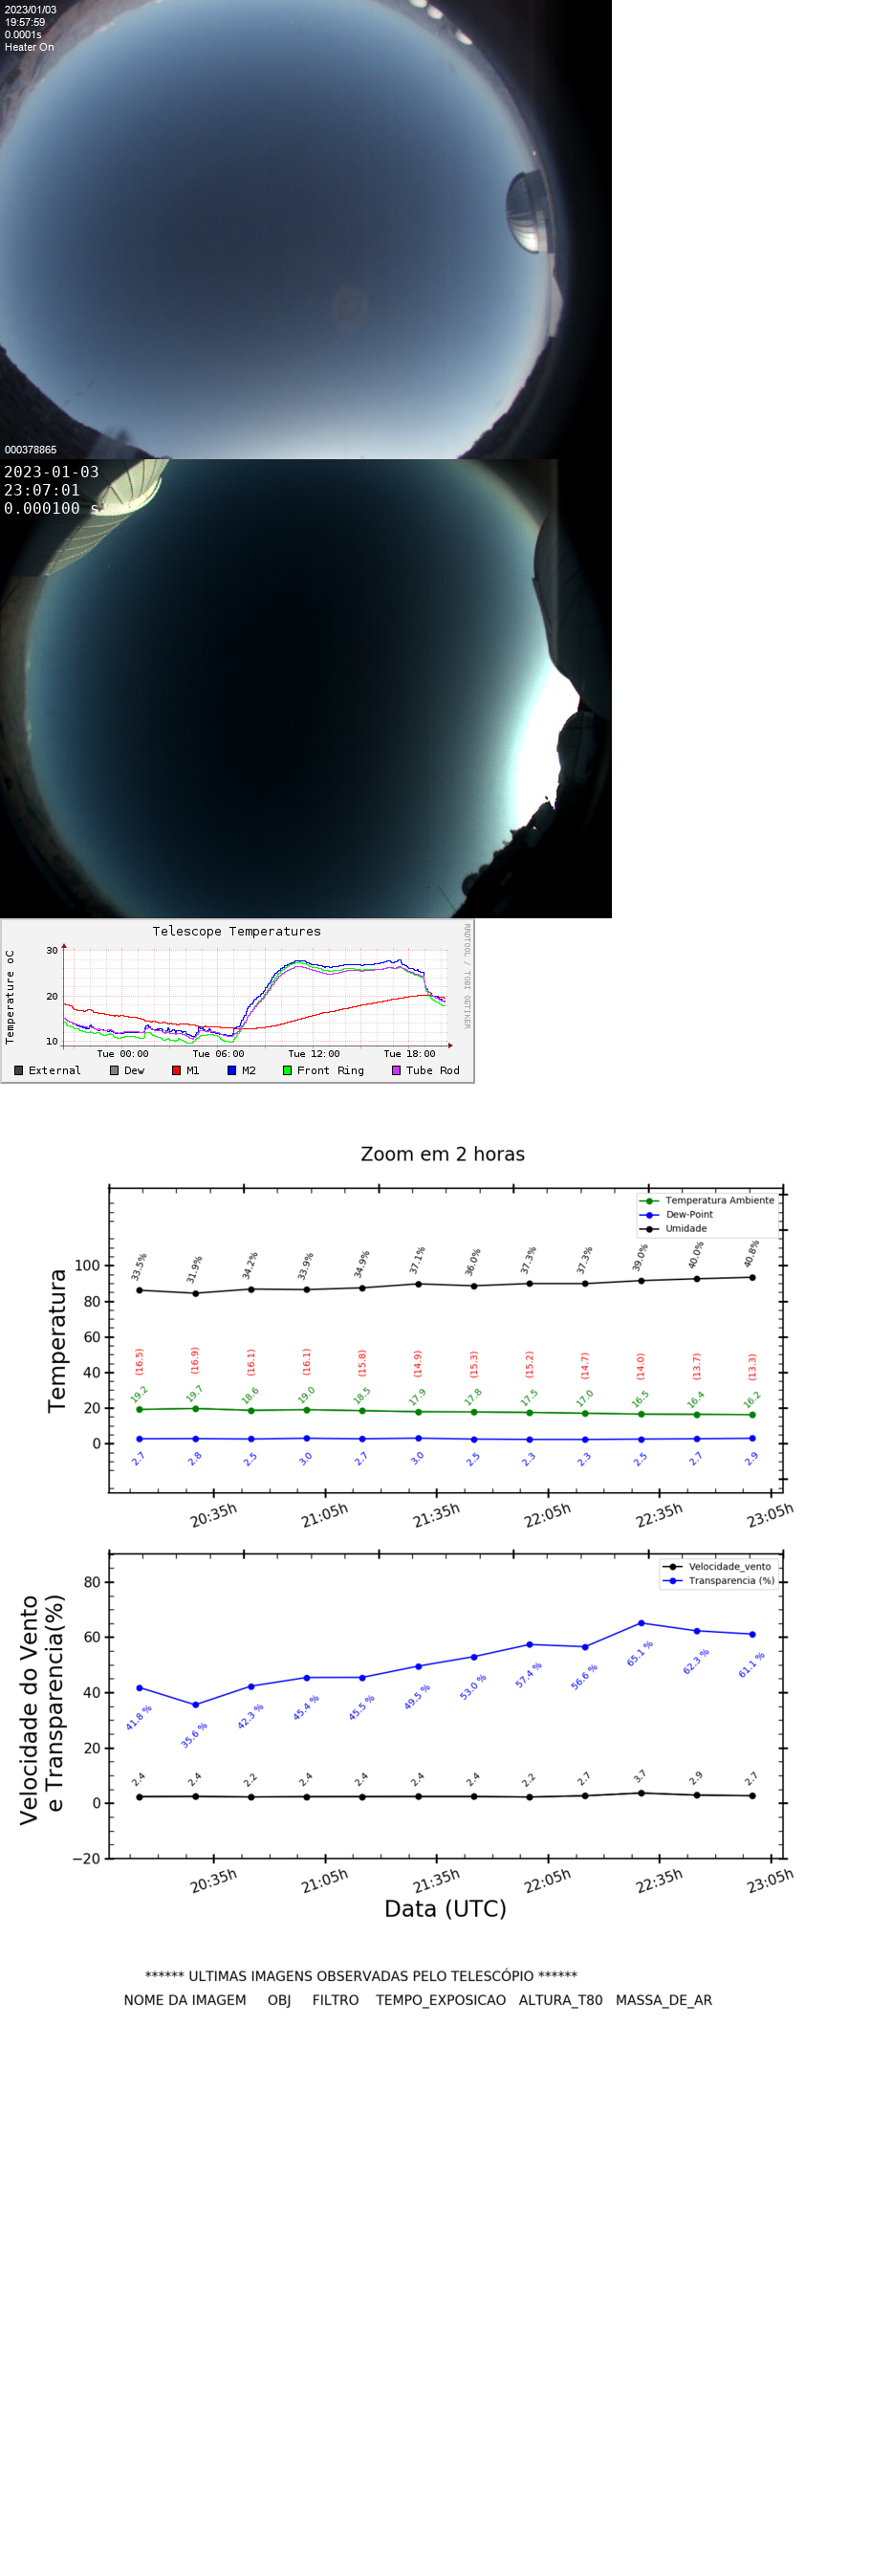 2023/01/03
19:57:59
0.0001s
Heater On
000378865
2023-01-03
23:07:01
0.000100 s
Telescope Temperatures
RRDTOOL / TOBI OETIKER
Temperature oC
30
20
10
Tue 00:00 Tue 06:00 Tue 12:00 Tue 18:00
External Dew M1 M2 Front Ring Tube Rod
Zoom em 2 horas
Temperatura Ambiente
Dew-Point
Umidade
Temperatura
100
80
60
40
20
0
33.5% 31.9% 34.2% 33.9% 34.9% 37.1% 36.0% 37.3% 37.3% 39.0% 40.0% 40.8%
(16.5) (16.9) (16.1) (16.1) (15.8) (14.9) (15.3) (15.2) (14.7) (14.0) (13.7) (13.3)
19.2 19.7 18.6 19.0 18.5 17.9 17.8 17.5 17.0 16.5 16.4 16.2
2.7 2.8 2.5 3.0 2.7 3.0 2.5 2.3 2.3 2.5 2.7 2.9
20:35h 21:05h 21:35h 22:05h 22:35h 23:05h
Velocidade_vento
Transparencia (%)
Velocidade do Vento
e Transparencia(%)
80
60
40
20
0
−20
41.8 % 35.6 % 42.3 % 45.4 % 45.5 % 49.5 % 53.0 % 57.4 % 56.6 % 65.1 % 62.3 % 61.1 %
2.4 2.4 2.2 2.4 2.4 2.4 2.4 2.2 2.7 3.7 2.9 2.7
20:35h 21:05h 21:35h 22:05h 22:35h 23:05h
Data (UTC)
****** ULTIMAS IMAGENS OBSERVADAS PELO TELESCÓPIO ******
NOME DA IMAGEM OBJ FILTRO TEMPO_EXPOSICAO ALTURA_T80 MASSA_DE_AR